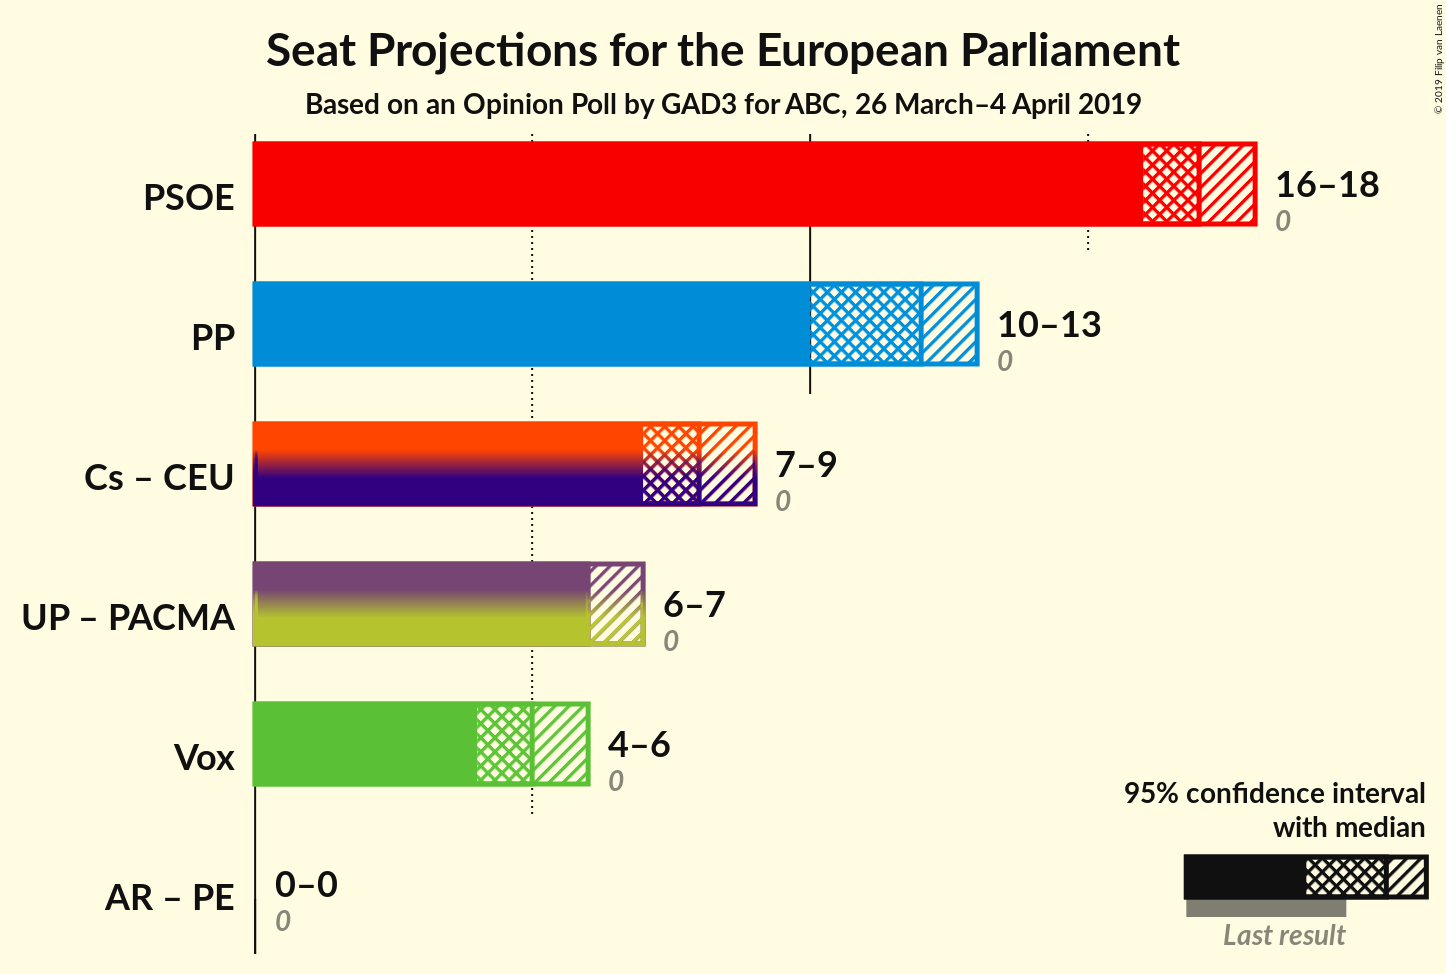 Seat Projections for the European Parliament
Based on an Opinion Poll by GAD3 for ABC, 26 March–4 April 2019
© 2019 Filip van Laenen
PSOE
16–18
0
PP
10–13
0
Cs – CEU
7–9
0
UP – PACMA
6–7
0
Vox
4–6
0
AR – PE
0–0
0
95% confidence interval
with median
Last result